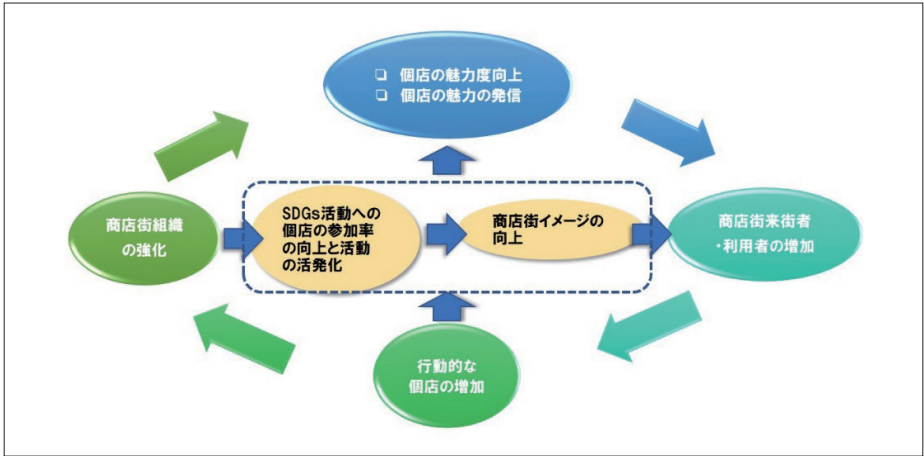 ❑ 個店の魅力度向上
❑ 個店の魅力の発信
商店街組織
の強化
SDGs活動への
個店の参加率
の向上と活動
の活発化
商店街イメージの
向上
商店街来街者
・利用者の増加
行動的な
個店の増加